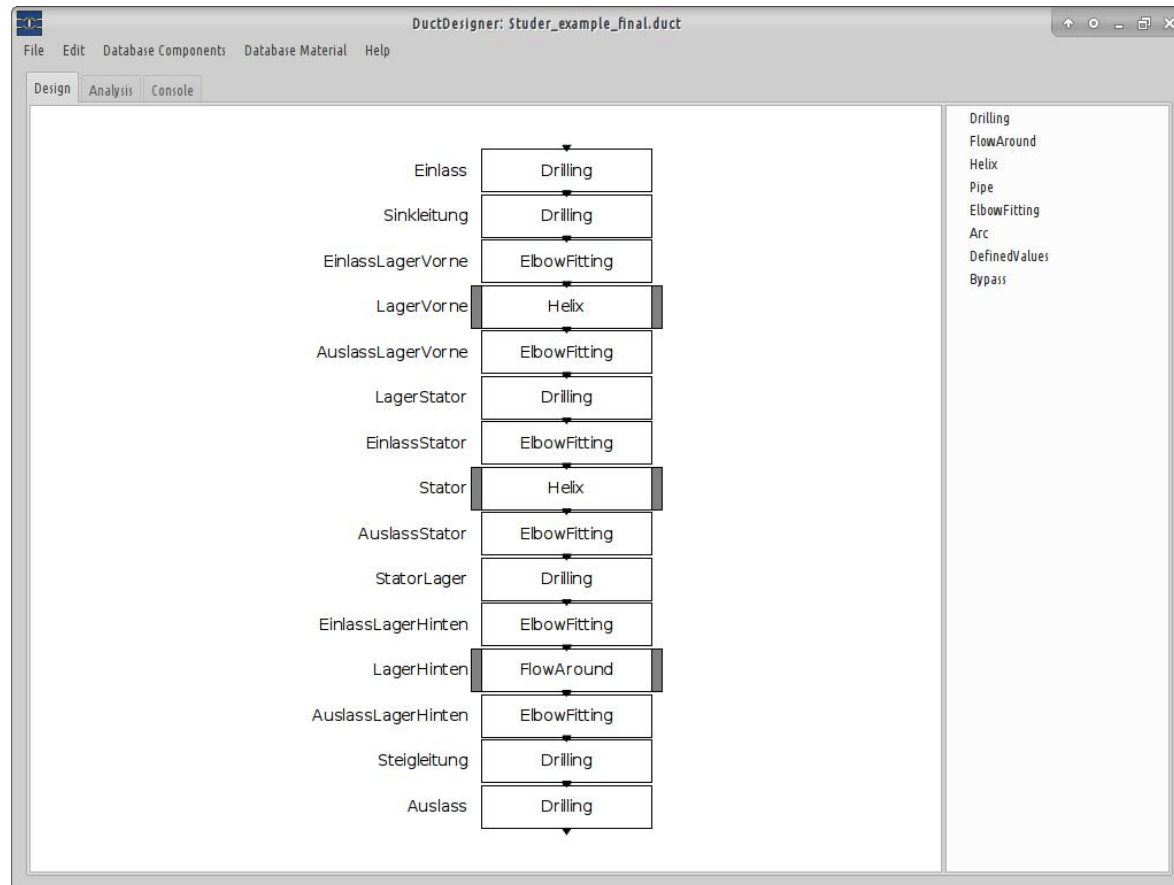 DuctDesigner: Studer_example_final.duct
File Edit Database Components Database Material Help
Design Analysis Console
Einlass Drilling
Sinkleitung Drilling
EinlassLagerVorne ElbowFitting
LagerVorne Helix
AuslassLagerVorne ElbowFitting
LagerStator Drilling
EinlassStator ElbowFitting
Stator Helix
AuslassStator ElbowFitting
StatorLager Drilling
EinlassLagerHinten ElbowFitting
LagerHinten FlowAround
AuslassLagerHinten ElbowFitting
Steigleitung Drilling
Auslass Drilling
Drilling
FlowAround
Helix
Pipe
ElbowFitting
Arc
DefinedValues
Bypass